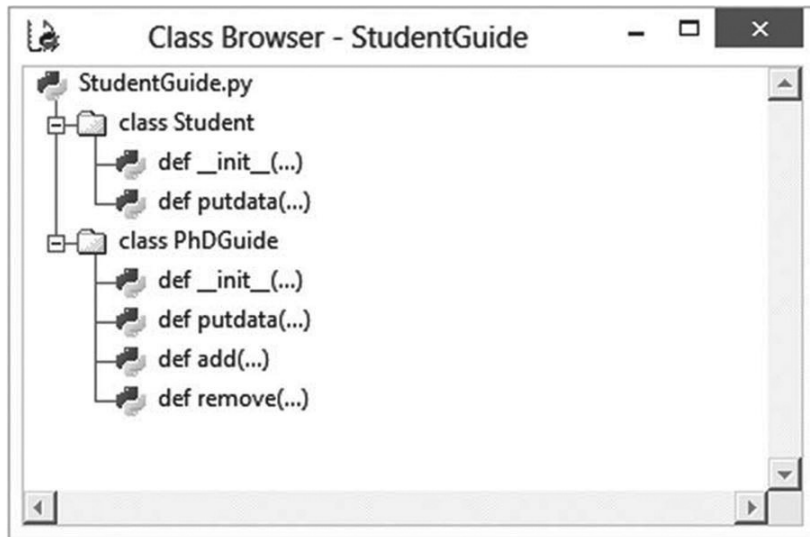 Class Browser - StudentGuide
StudentGuide.py
class Student
def __init__(...)
def putdata(...)
class PhDGuide
def __init__(...)
def putdata(...)
def add(...)
def remove(...)